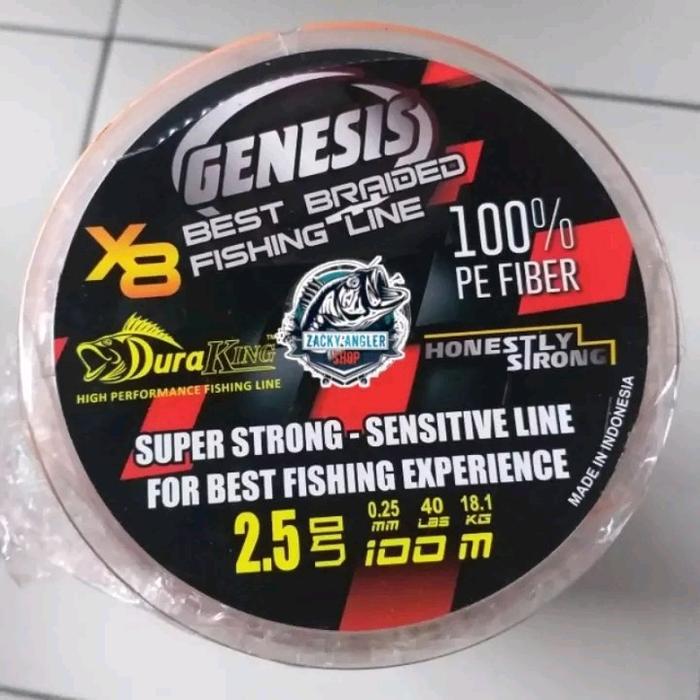 GENESIS
BEST BRAIDED
FISHING LINE
X8
100%
PE FIBER
ZACKY ANGLER
SHOP
DuraKing™
HIGH PERFORMANCE FISHING LINE
HONESTLY
STRONG
SUPER STRONG - SENSITIVE LINE
FOR BEST FISHING EXPERIENCE
MADE IN INDONESIA
2.5
0.25 mm 40 LBS 18.1 KG
100 m